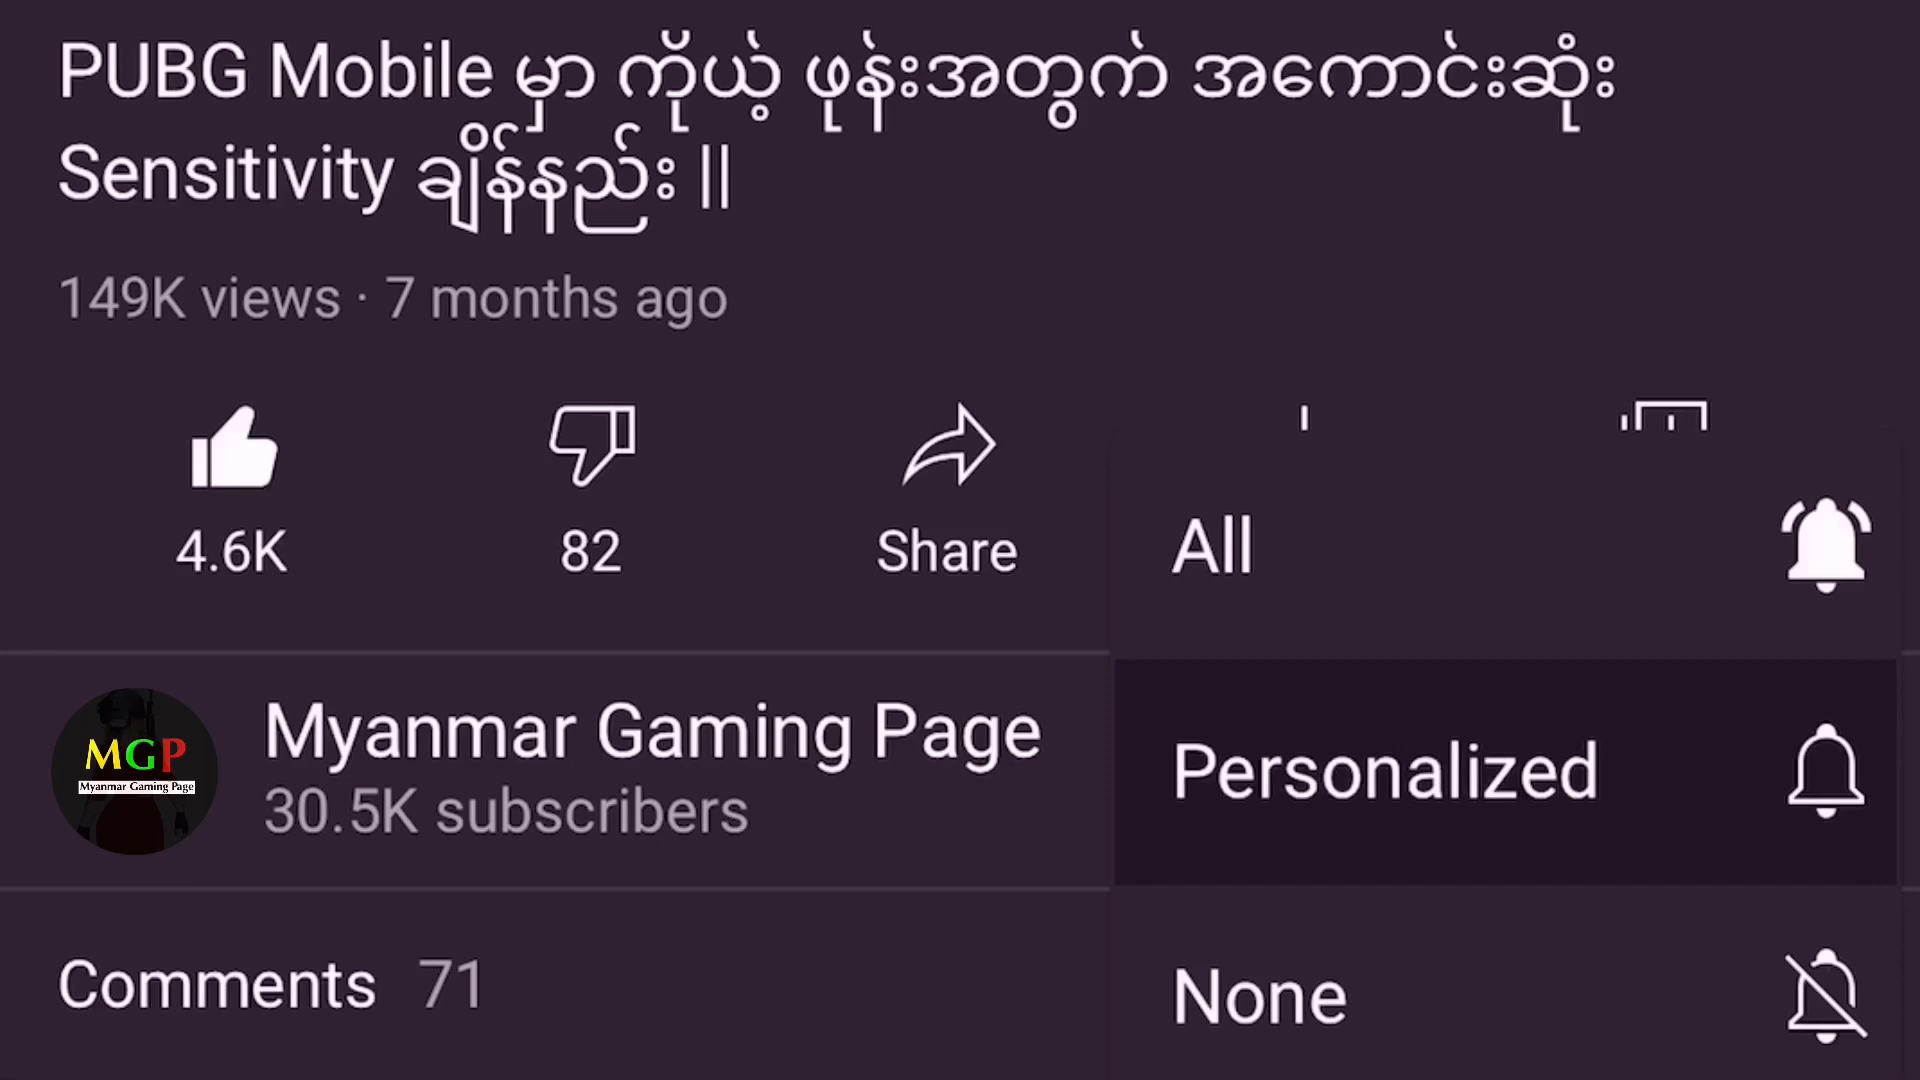 PUBG Mobile မှာ ကိုယ့် ဖုန်းအတွက် အကောင်းဆုံး
Sensitivity ချိန်နည်း ||
149K views · 7 months ago
4.6K
82
Share
All
MGP
Myanmar Gaming Page
Myanmar Gaming Page
30.5K subscribers
Personalized
Comments 71
None